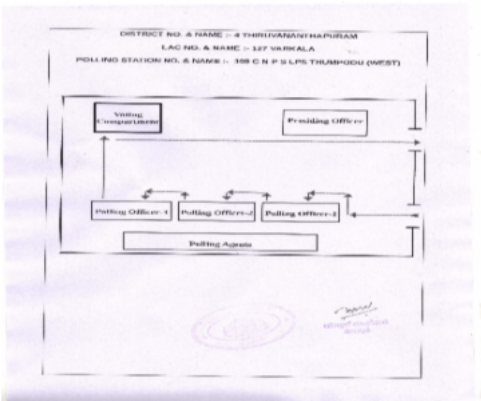 DISTRICT NO. & NAME :- 4 THIRUVANANTHAPURAM
LAC NO. & NAME :- 127 VARKALA
POLLING STATION NO. & NAME :- 108 C N P S LPS THUMPODU (WEST)
Voting Compartment
Presiding Officer
Polling Officer-3
Polling Officer-2
Polling Officer-1
Polling Agents